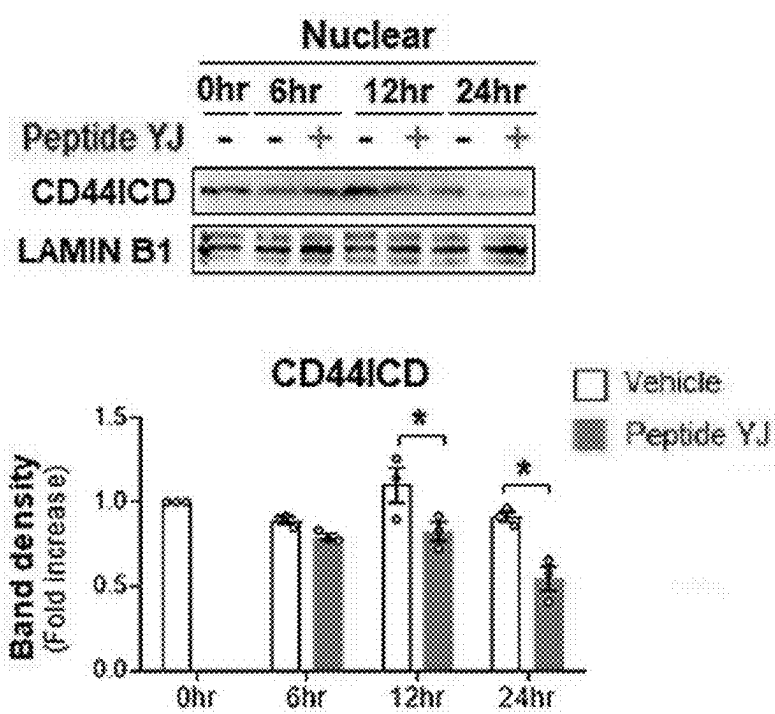 Nuclear
0hr 6hr 12hr 24hr
Peptide YJ - - + - + - +
CD44ICD
LAMIN B1
CD44ICD
Vehicle
Peptide YJ
Band density
(Fold increase)
1.5
1.0
0.5
0.0
* *
0hr 6hr 12hr 24hr